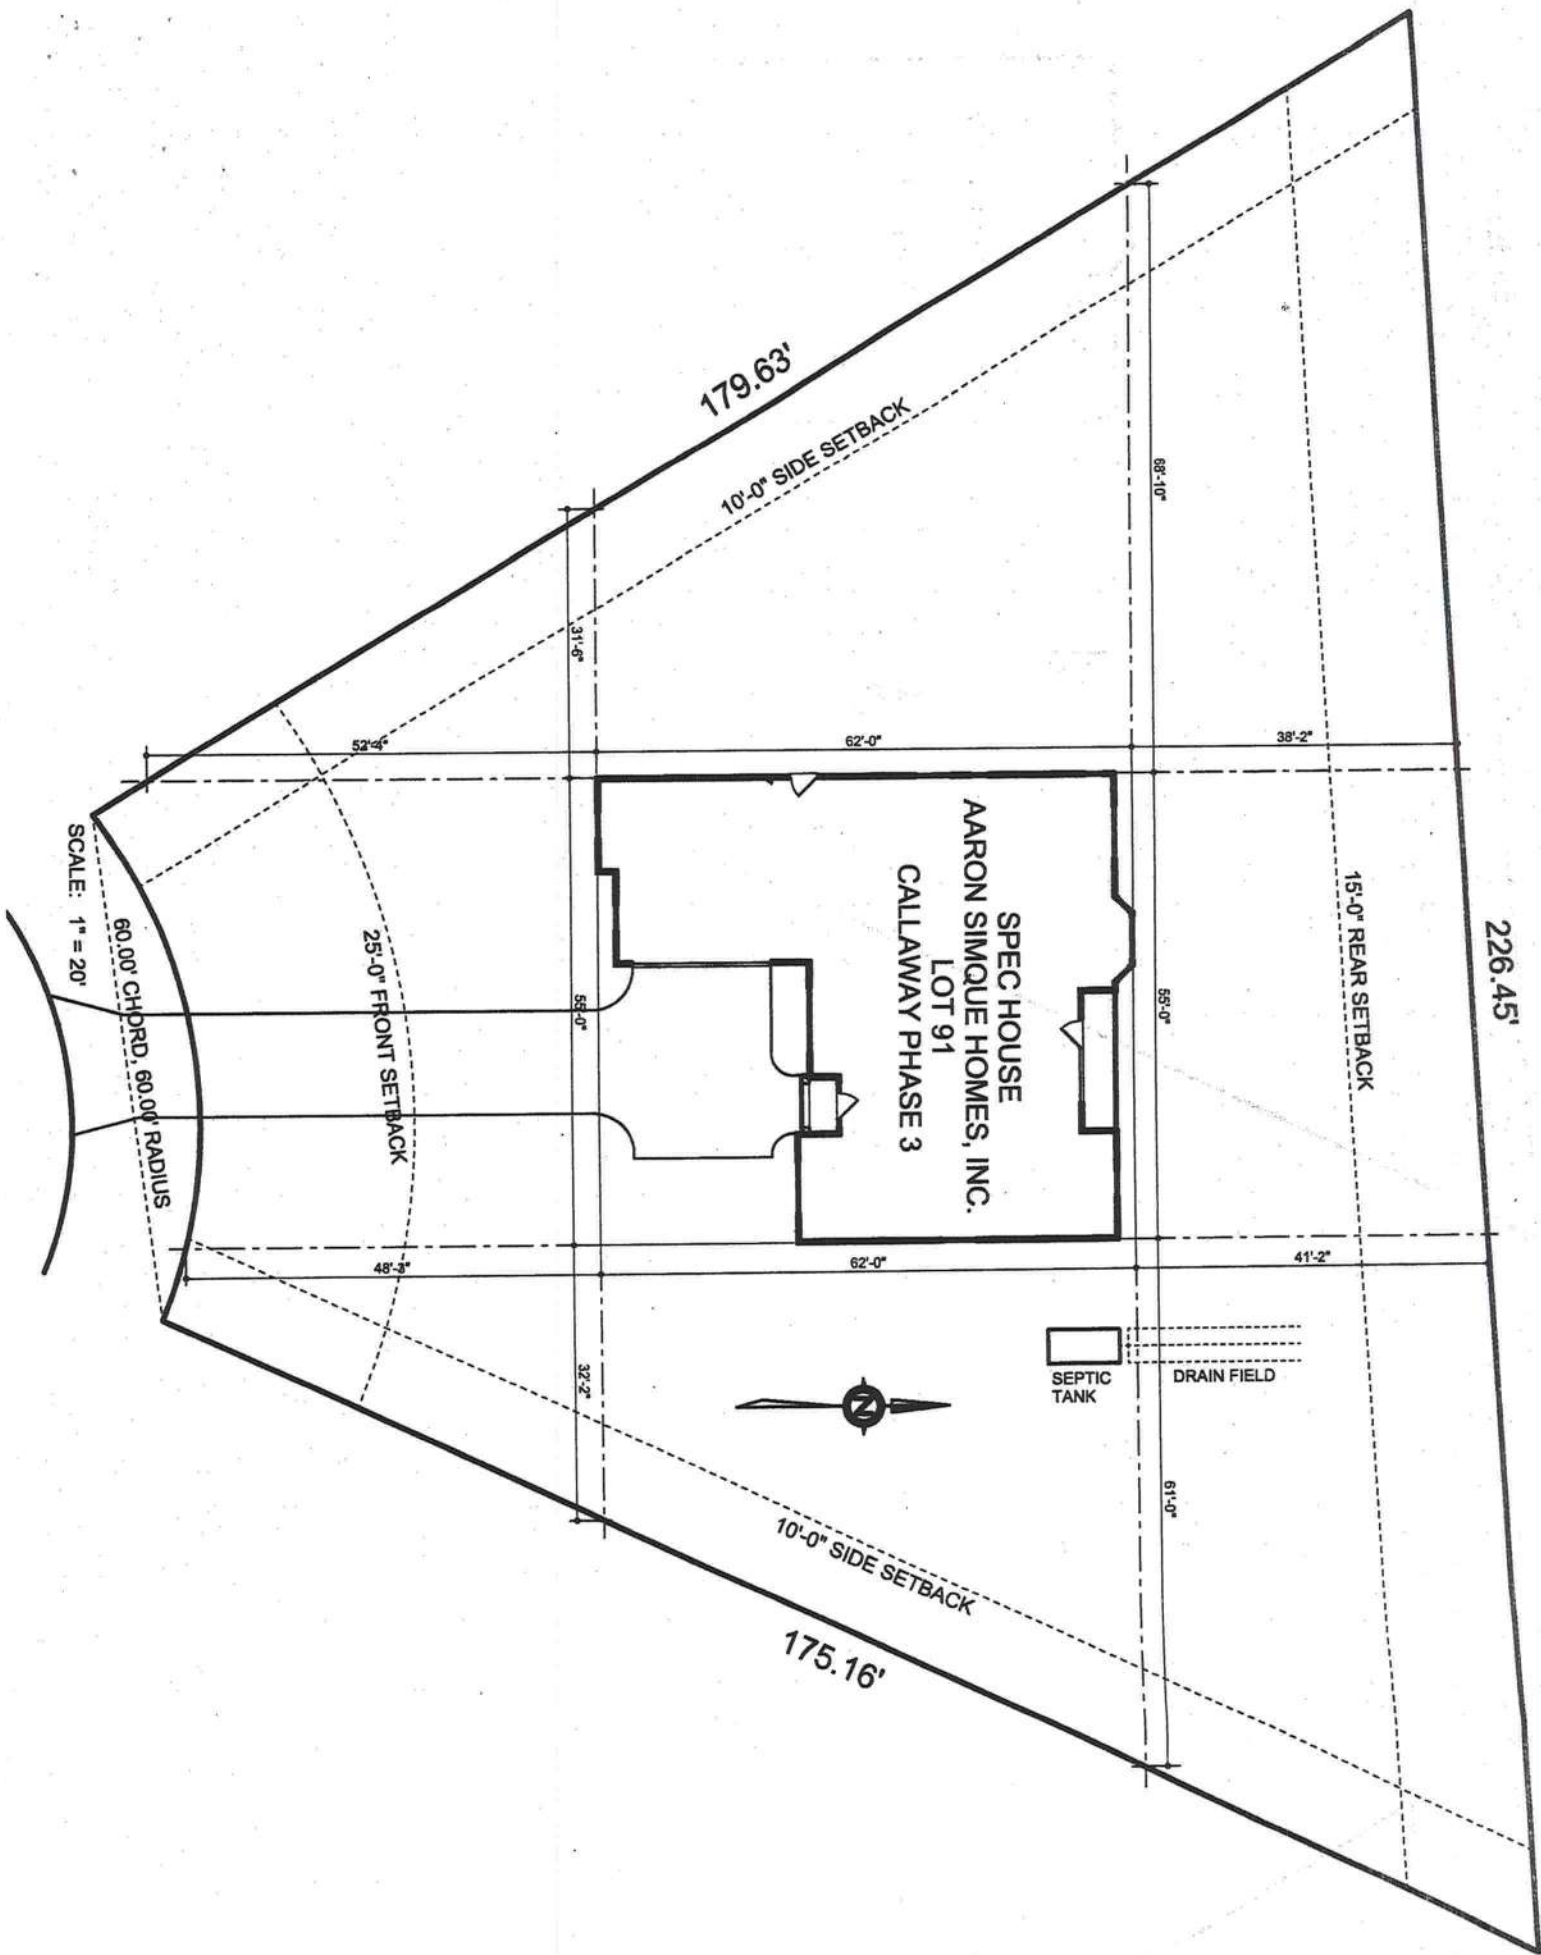 226.45'
15'-0" REAR SETBACK
38'-2"
41'-2"
68'-10"
55'-0"
61'-0"
DRAIN FIELD
SEPTIC
TANK
SPEC HOUSE
AARON SIMQUE HOMES, INC.
LOT 91
CALLAWAY PHASE 3
62'-0"
62'-0"
N
179.63'
10'-0" SIDE SETBACK
10'-0" SIDE SETBACK
175.16'
31'-6"
55'-0"
32'-2"
52'-4"
48'-3"
25'-0" FRONT SETBACK
60.00' CHORD, 60.00' RADIUS
SCALE: 1" = 20'